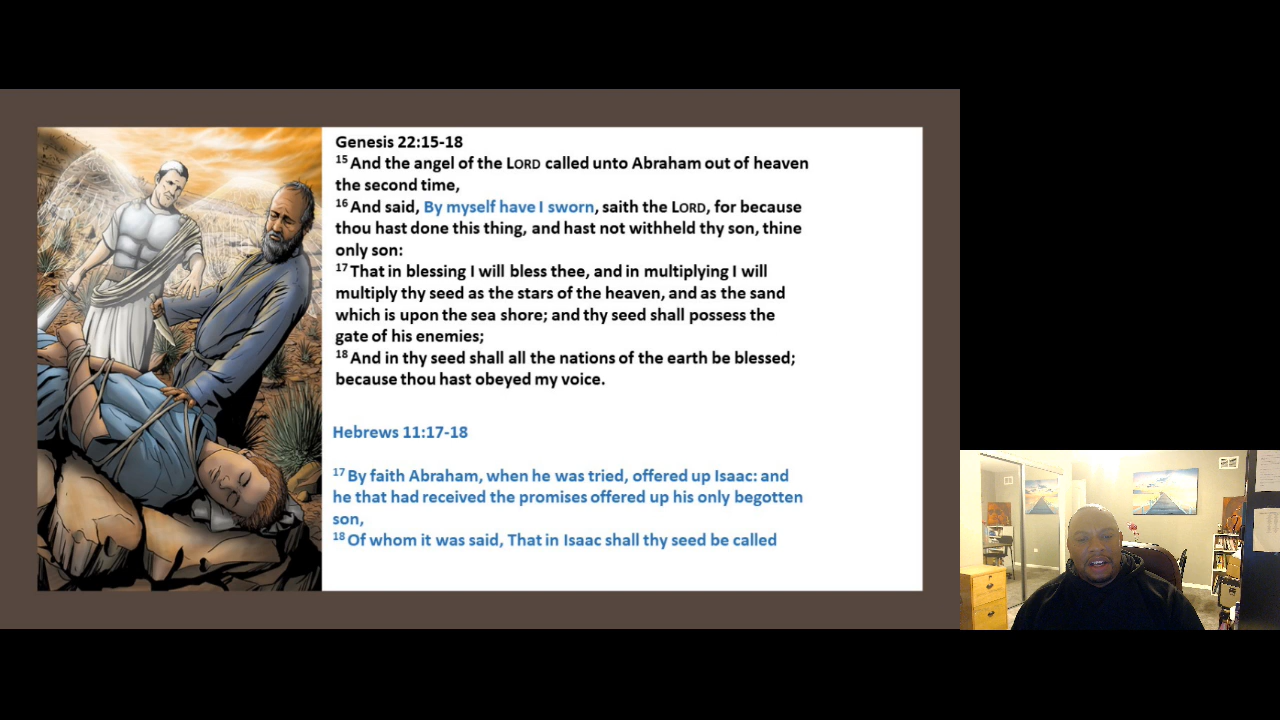 Genesis 22:15-18
15 And the angel of the LORD called unto Abraham out of heaven
the second time,
16 And said, By myself have I sworn, saith the LORD, for because
thou hast done this thing, and hast not withheld thy son, thine
only son:
17 That in blessing I will bless thee, and in multiplying I will
multiply thy seed as the stars of the heaven, and as the sand
which is upon the sea shore; and thy seed shall possess the
gate of his enemies;
18 And in thy seed shall all the nations of the earth be blessed;
because thou hast obeyed my voice.
Hebrews 11:17-18
17 By faith Abraham, when he was tried, offered up Isaac: and
he that had received the promises offered up his only begotten
son,
18 Of whom it was said, That in Isaac shall thy seed be called